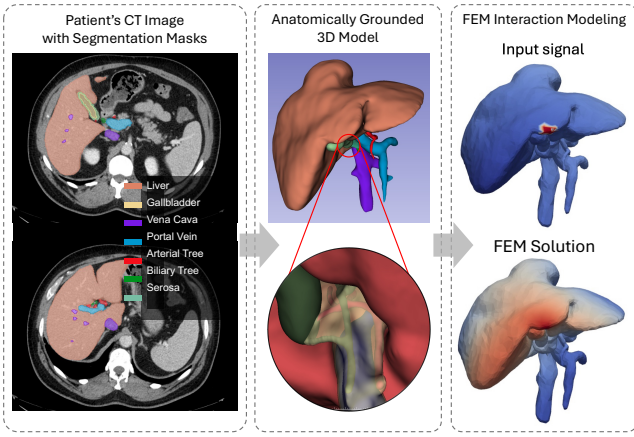 Patient's CT Image
with Segmentation Masks
Liver
Gallbladder
Vena Cava
Portal Vein
Arterial Tree
Biliary Tree
Serosa
Anatomically Grounded
3D Model
FEM Interaction Modeling
Input signal
FEM Solution